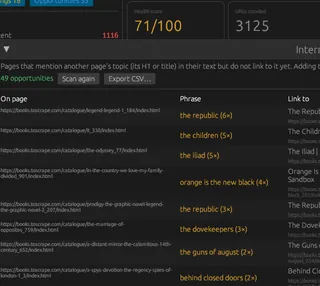 Opportunities 35
Health score
71/100
URLs crawled
3125
1116
▼ Intern
Pages that mention another page's topic (its H1 or title) in their text but do not link to it yet. Adding t
49 opportunities Scan again Export CSV...
On page Phrase Link to
https://books.toscrape.com/catalogue/legend-legend-1_184/index.html the republic (6×) The Repu
https://books.toscrape.com/catalogue/it_330/index.html the children (5×) The Child
https://books.toscrape.com/catalogue/the-odyssey_77/index.html the iliad (5×) The Iliad |
https://books.toscrape.com/catalogue/in-the-country-we-love-my-family-
divided_901/index.html orange is the new black (4×) Orange Is
Sandbox
https://books.toscrape.com/catalogue/prodigy-the-graphic-novel-legend-
the-graphic-novel-2_207/index.html the republic (3×) The Repu
https://books.toscrape.com/catalogue/the-marriage-of-
opposites_759/index.html the dovekeepers (3×) The Dove
https://books.toscrape.com/catalogue/a-distant-mirror-the-calamitous-14th-
century_652/index.html the guns of august (2×) The Guns
https://books.toscrape.com/catalogue/a-spys-devotion-the-regency-spies-of-
london-1_3/index.html behind closed doors (2×) Behind Cl